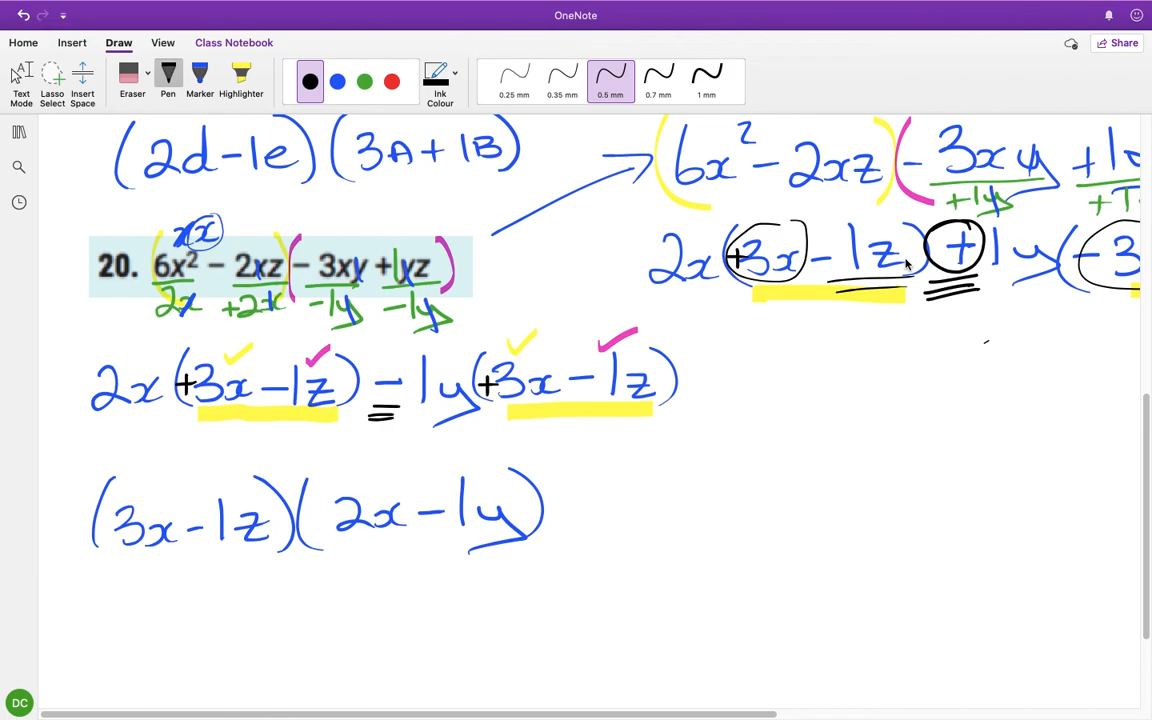 OneNote
Home Insert Draw View Class Notebook Share
Text Mode Lasso Select Insert Space Eraser Pen Marker Highlighter Ink Colour 0.25 mm 0.35 mm 0.5 mm 0.7 mm 1 mm
(2d-1e)(3A+1B)
(6x² - 2xz)(- 3xy + 1y
+1y
2x(+3x - 1z) + 1y(-3
xx
20. 6x² - 2xz - 3xy + 1yz
2x +2x -1y -1y
2x(+3x-1z) - 1y(+3x-1z)
(3x-1z)(2x-1y)
DC